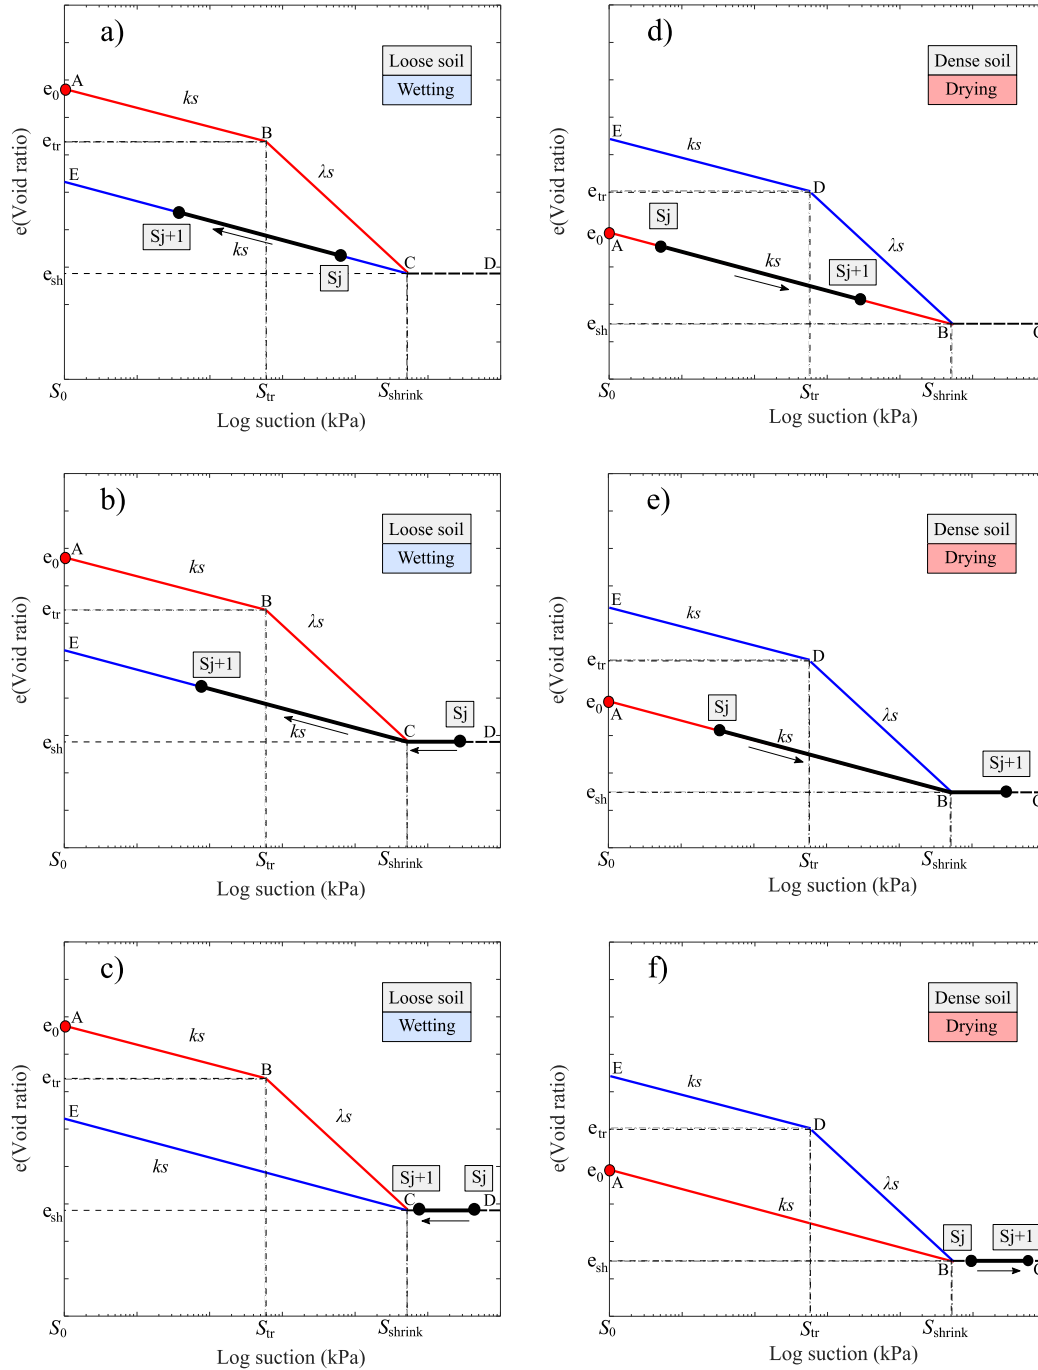 a)
Loose soil
Wetting
e0
A
ks
etr
B
λs
E
Sj+1
ks
Sj
C
D
esh
S0
Str
Sshrink
Log suction (kPa)
e(Void ratio)
d)
Dense soil
Drying
E
ks
etr
D
Sj
e0
A
ks
λs
Sj+1
esh
B
C
S0
Str
Sshrink
Log suction (kPa)
e(Void ratio)
b)
Loose soil
Wetting
e0
A
ks
etr
B
λs
E
Sj+1
ks
Sj
C
D
esh
S0
Str
Sshrink
Log suction (kPa)
e(Void ratio)
e)
Dense soil
Drying
E
ks
etr
D
e0
A
Sj
ks
λs
Sj+1
esh
B
C
S0
Str
Sshrink
Log suction (kPa)
e(Void ratio)
c)
Loose soil
Wetting
e0
A
ks
etr
B
λs
E
ks
Sj+1
Sj
C
D
esh
S0
Str
Sshrink
Log suction (kPa)
e(Void ratio)
f)
Dense soil
Drying
E
ks
etr
D
e0
A
ks
λs
Sj
Sj+1
esh
B
C
S0
Str
Sshrink
Log suction (kPa)
e(Void ratio)